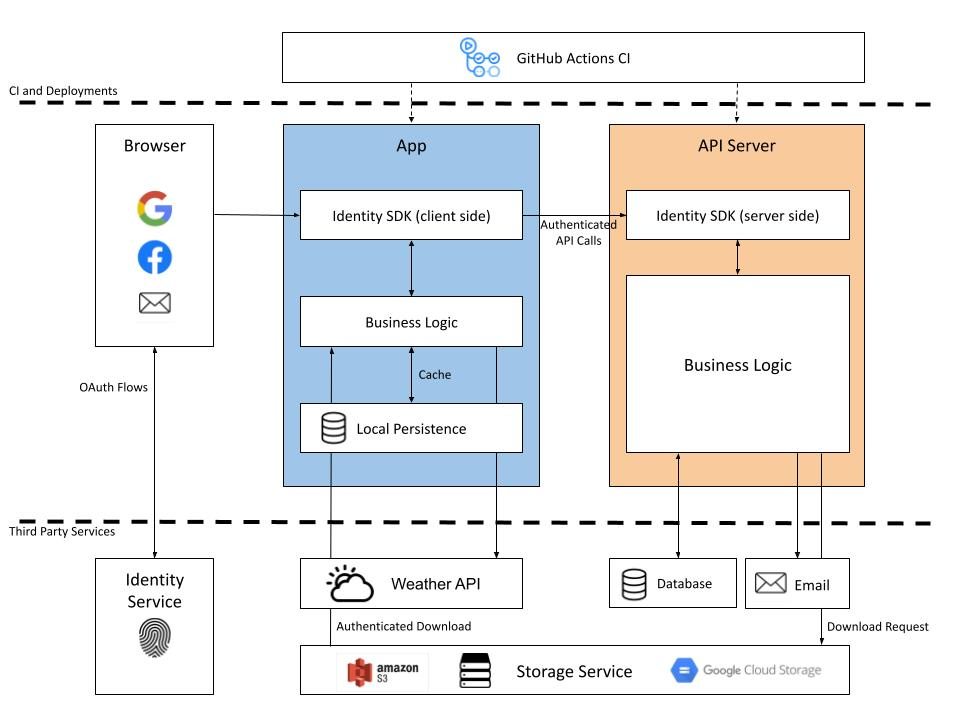 GitHub Actions CI
CI and Deployments
Browser
App
API Server
Identity SDK (client side)
Authenticated
API Calls
Identity SDK (server side)
Business Logic
Business Logic
Cache
OAuth Flows
Local Persistence
Third Party Services
Identity
Service
Weather API
Database
Email
Authenticated Download
Download Request
amazon
S3
Storage Service
Google Cloud Storage